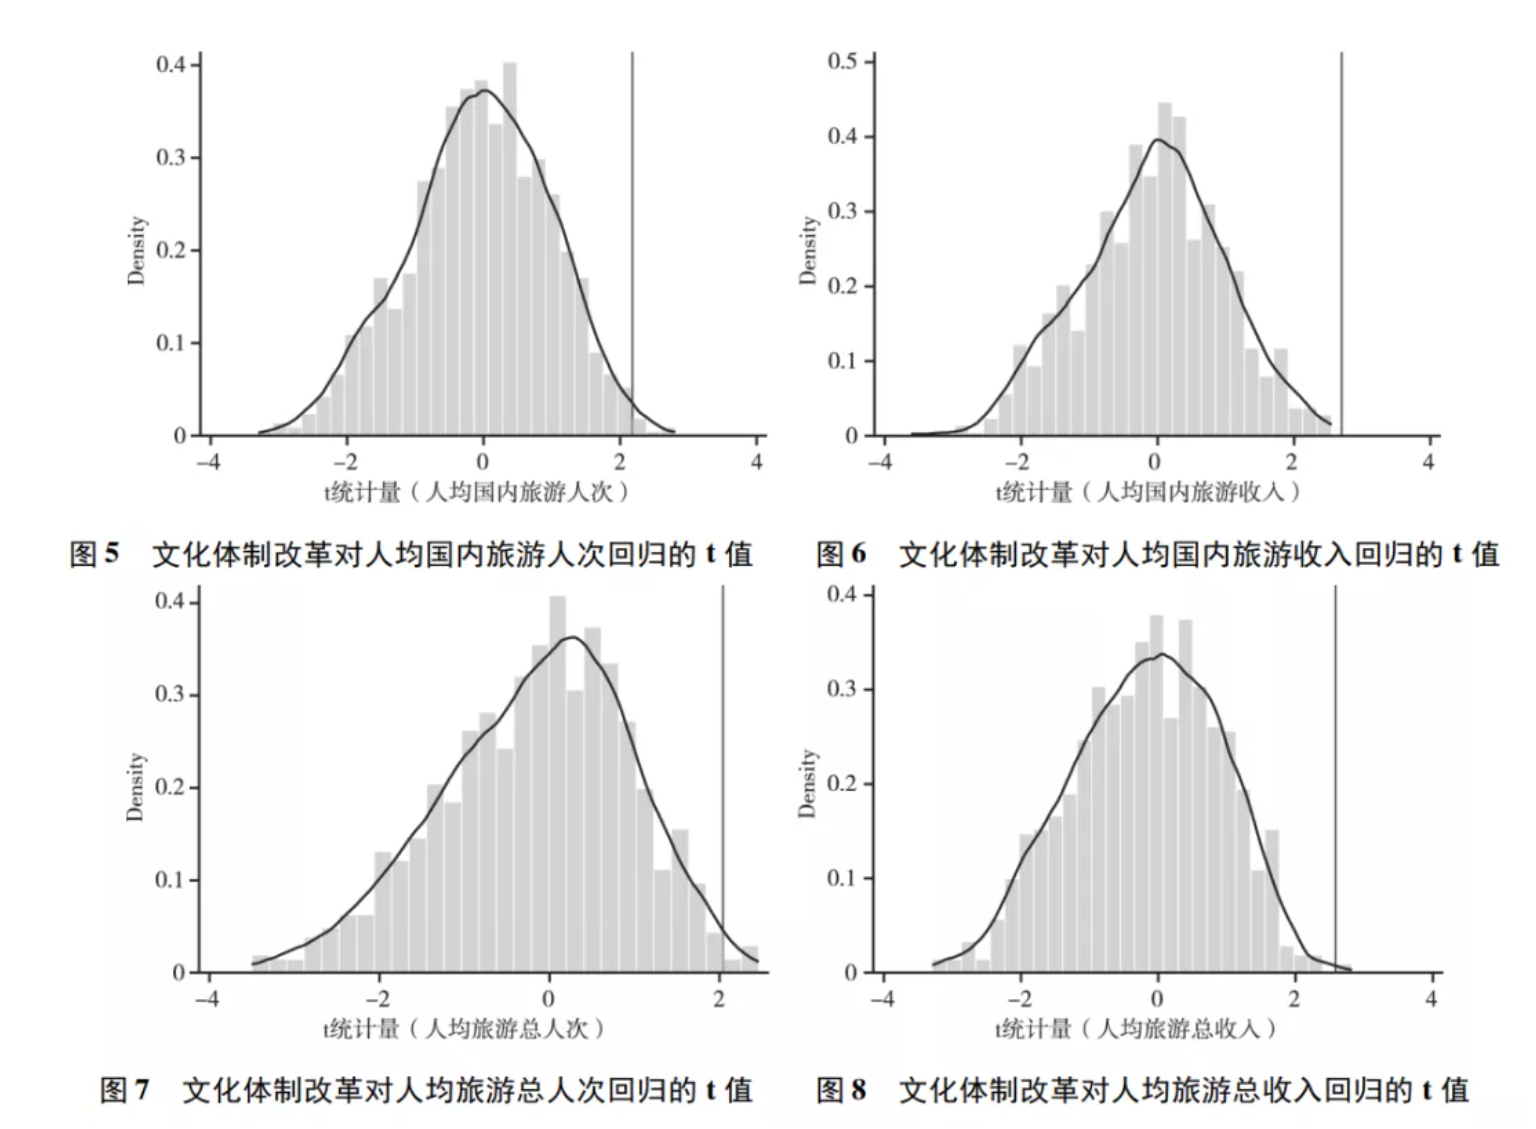 0.4
0.3
0.2
0.1
0
Density
−4 −2 0 2 4
t统计量（人均国内旅游人次）
图5 文化体制改革对人均国内旅游人次回归的 t 值
0.5
0.4
0.3
0.2
0.1
0
Density
−4 −2 0 2 4
t统计量（人均国内旅游收入）
图6 文化体制改革对人均国内旅游收入回归的 t 值
0.4
0.3
0.2
0.1
0
Density
−4 −2 0 2
t统计量（人均旅游总人次）
图7 文化体制改革对人均旅游总人次回归的 t 值
0.4
0.3
0.2
0.1
0
Density
−4 −2 0 2 4
t统计量（人均旅游总收入）
图8 文化体制改革对人均旅游总收入回归的 t 值